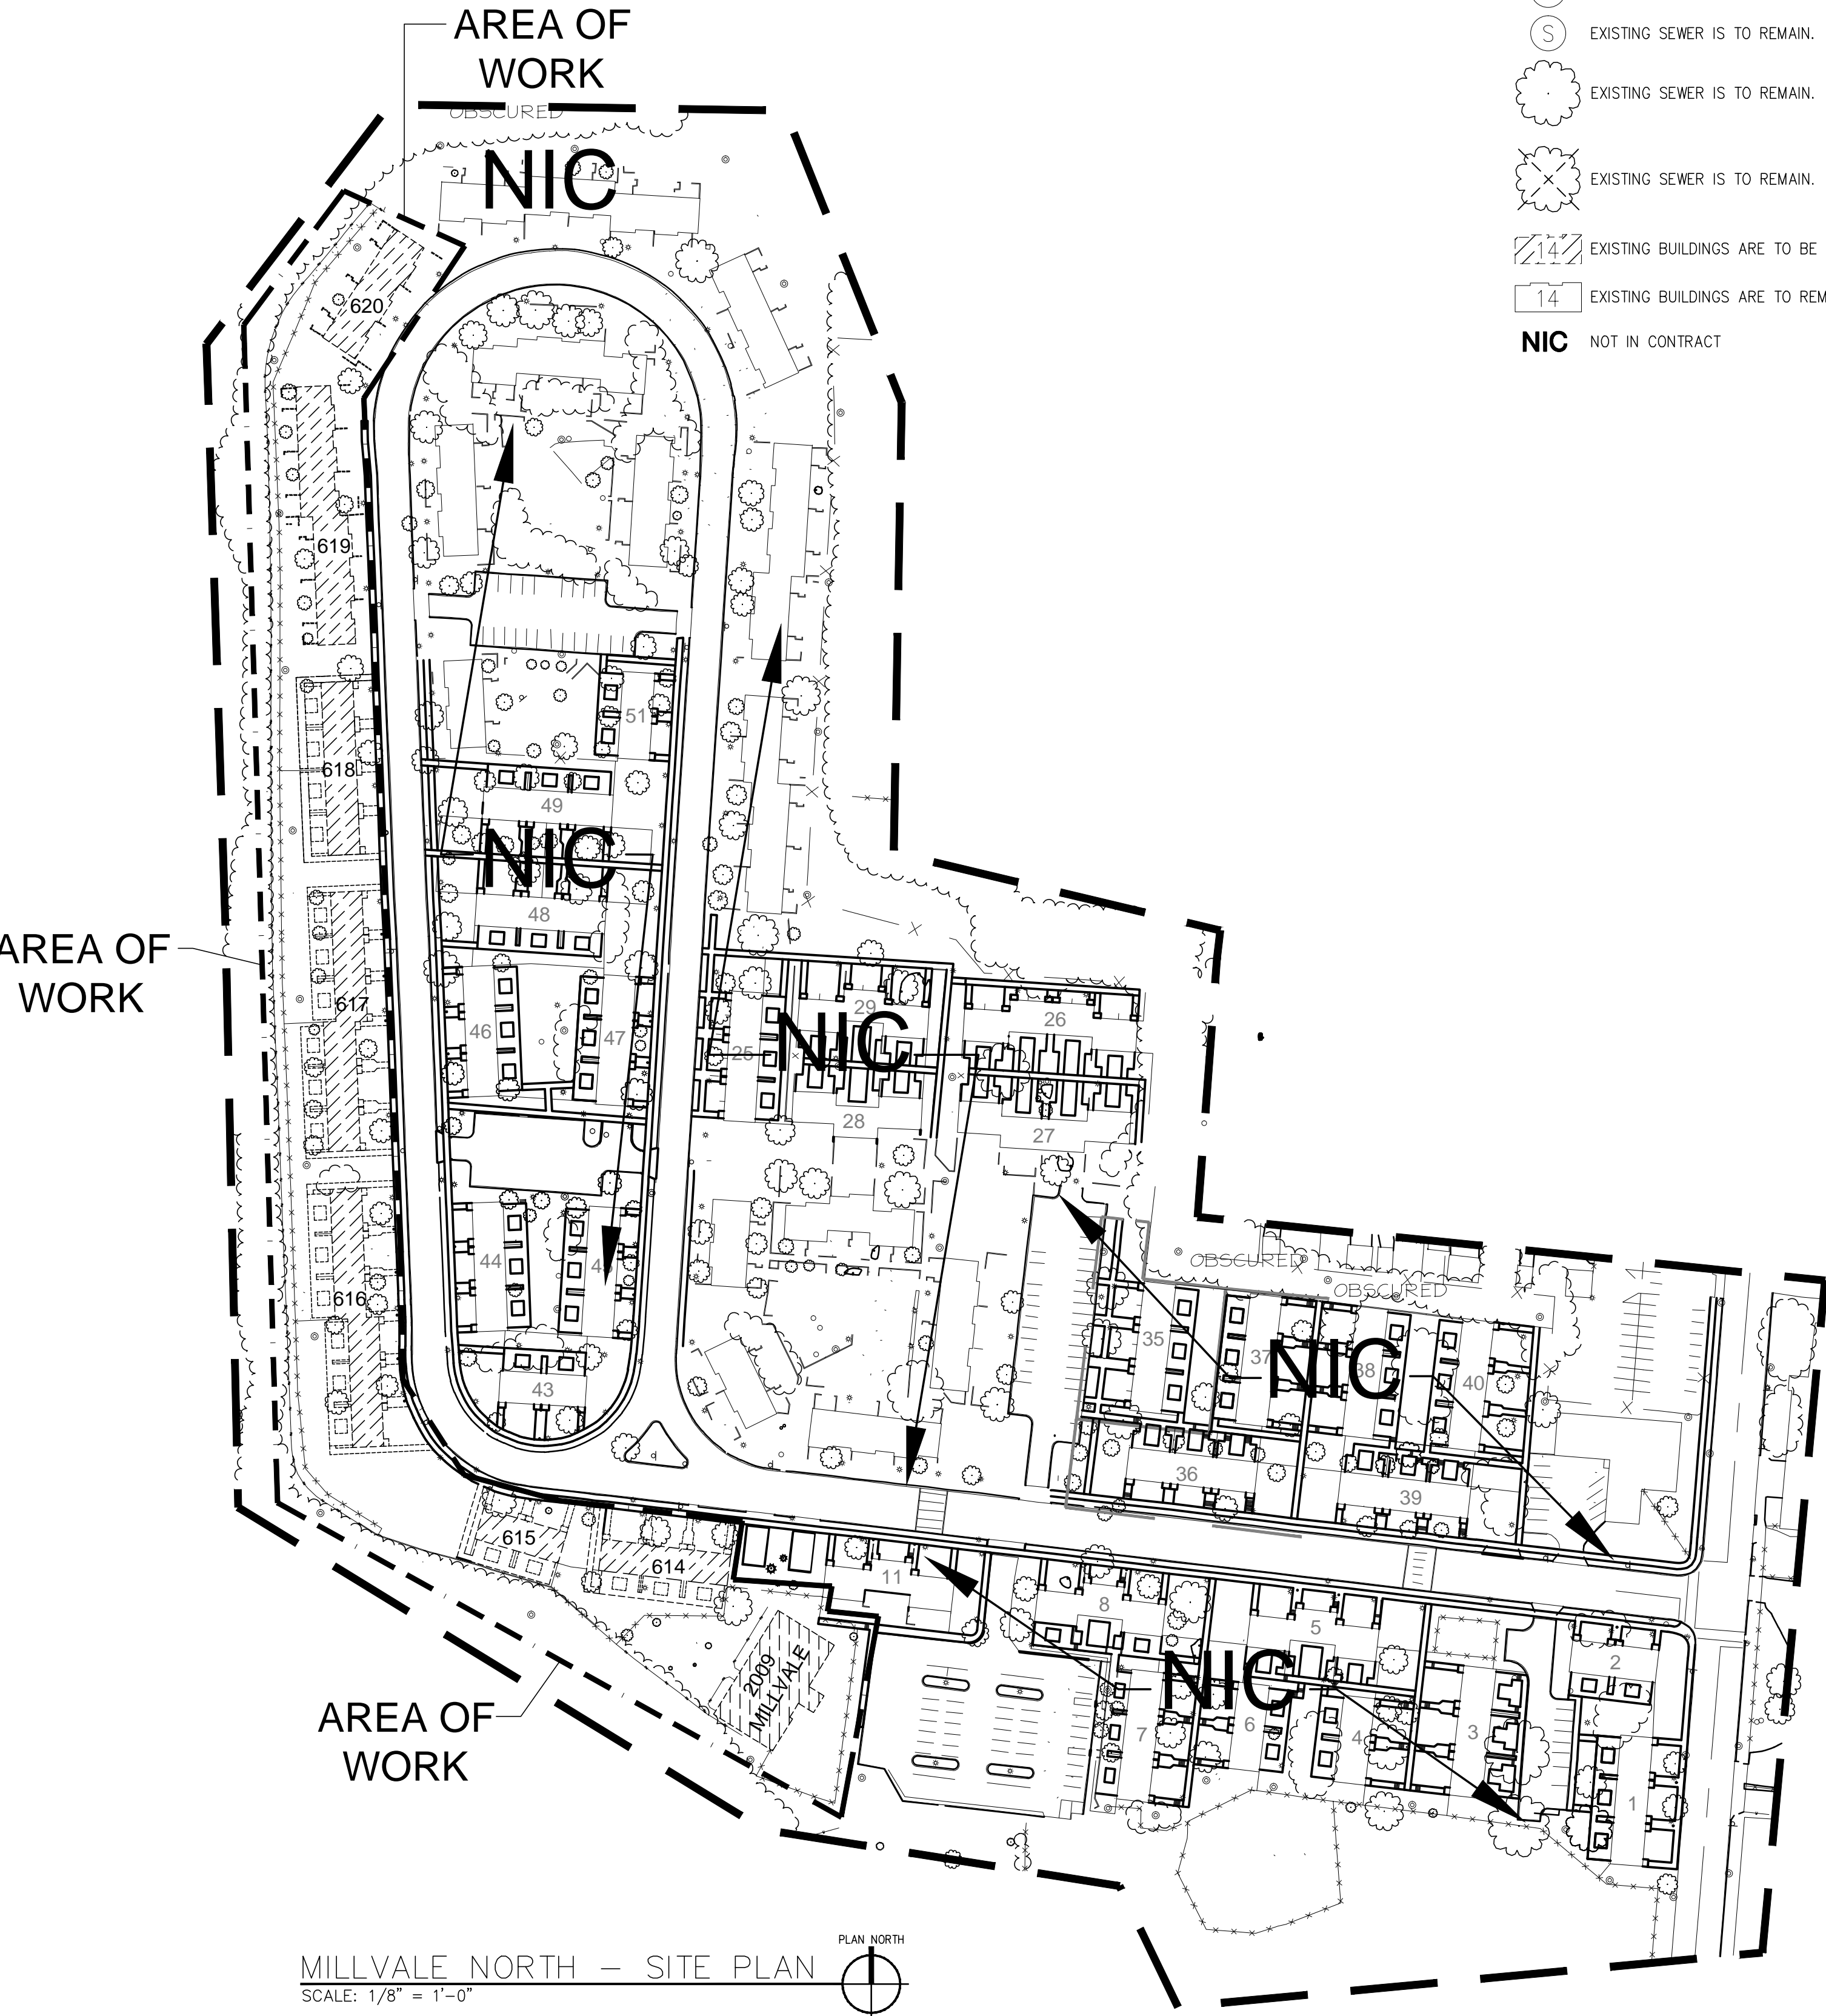 AREA OF
WORK
S EXISTING SEWER IS TO REMAIN.
EXISTING SEWER IS TO REMAIN.
EXISTING SEWER IS TO REMAIN.
14 EXISTING BUILDINGS ARE TO BE
14 EXISTING BUILDINGS ARE TO REM
NIC NOT IN CONTRACT
OBSCURED
NIC
620
619
51
618
49
NIC
48
AREA OF
WORK
617
46
47
29
26
25
NIC
28
27
44
45
616
43
OBSCURED
OBSCURED
35
37
NIC
38
40
36
39
615
614
11
8
5
2
2009
MILLVALE
NIC
7
6
4
3
1
AREA OF
WORK
MILLVALE NORTH - SITE PLAN
SCALE: 1/8" = 1'-0"
PLAN NORTH